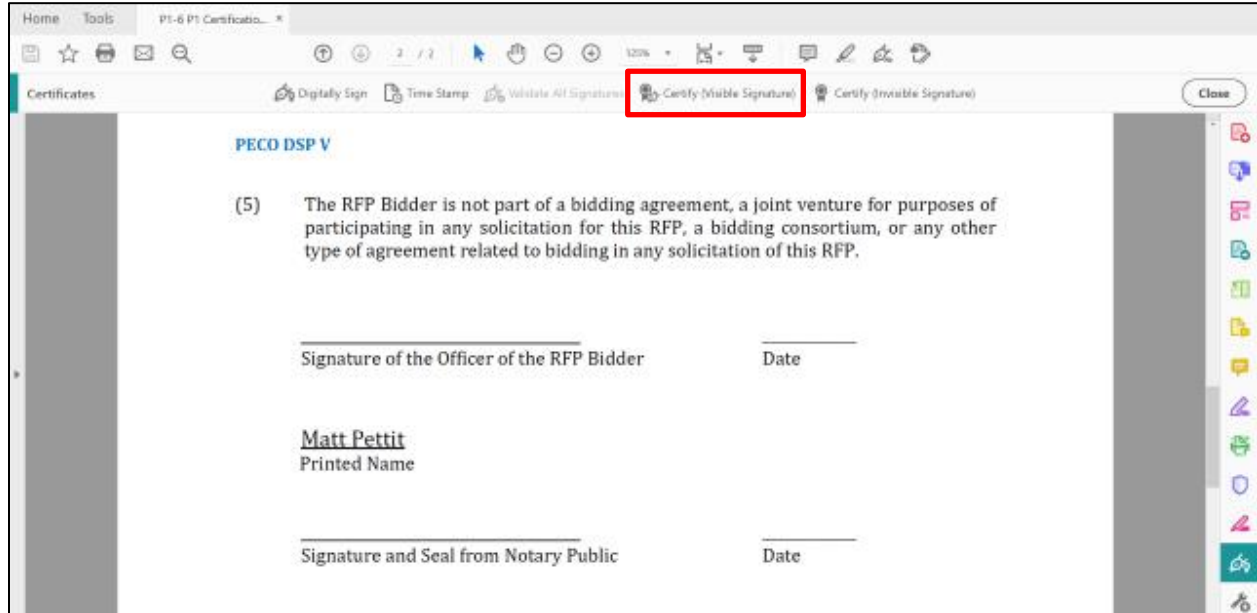 Home Tools P1-6 P1 Certificatio... ×
2 / 2 125%
Certificates Digitally Sign Time Stamp Validate All Signatures Certify (Visible Signature) Certify (Invisible Signature) Close
PECO DSP V
(5) The RFP Bidder is not part of a bidding agreement, a joint venture for purposes of
participating in any solicitation for this RFP, a bidding consortium, or any other
type of agreement related to bidding in any solicitation of this RFP.
Signature of the Officer of the RFP Bidder Date
Matt Pettit
Printed Name
Signature and Seal from Notary Public Date